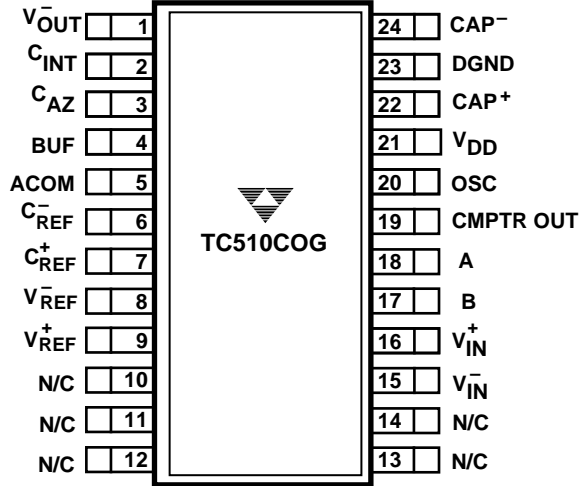 V⁻OUT 1 24 CAP⁻
CINT 2 23 DGND
CAZ 3 22 CAP⁺
BUF 4 21 VDD
ACOM 5 20 OSC
C⁻REF 6 19 CMPTR OUT
TC510COG
C⁺REF 7 18 A
V⁻REF 8 17 B
V⁺REF 9 16 V⁺IN
N/C 10 15 V⁻IN
N/C 11 14 N/C
N/C 12 13 N/C